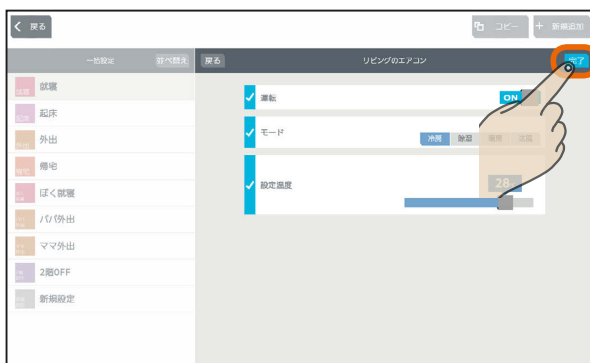 戻る
コピー
+ 新規追加
一括設定
並べ替え
戻る
リビングのエアコン
完了
就寝
起床
外出
帰宅
ぼく就寝
パパ外出
ママ外出
2階OFF
新規設定
運転
ON
モード
冷房
除湿
設定温度
28